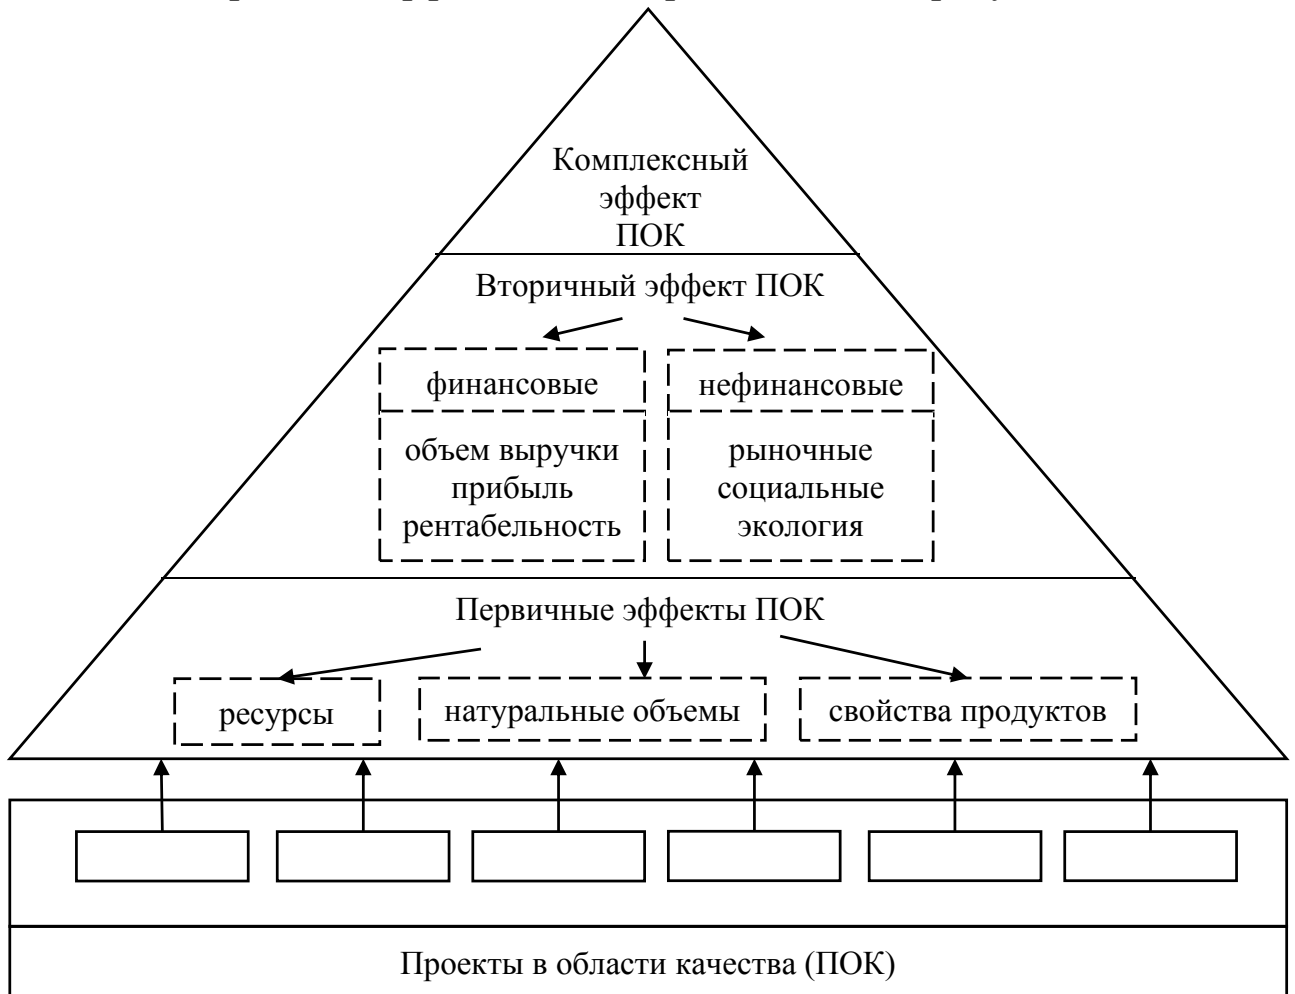 Комплексный
эффект
ПОК
Вторичный эффект ПОК
финансовые
нефинансовые
объем выручки
прибыль
рентабельность
рыночные
социальные
экология
Первичные эффекты ПОК
ресурсы
натуральные объемы
свойства продуктов
Проекты в области качества (ПОК)